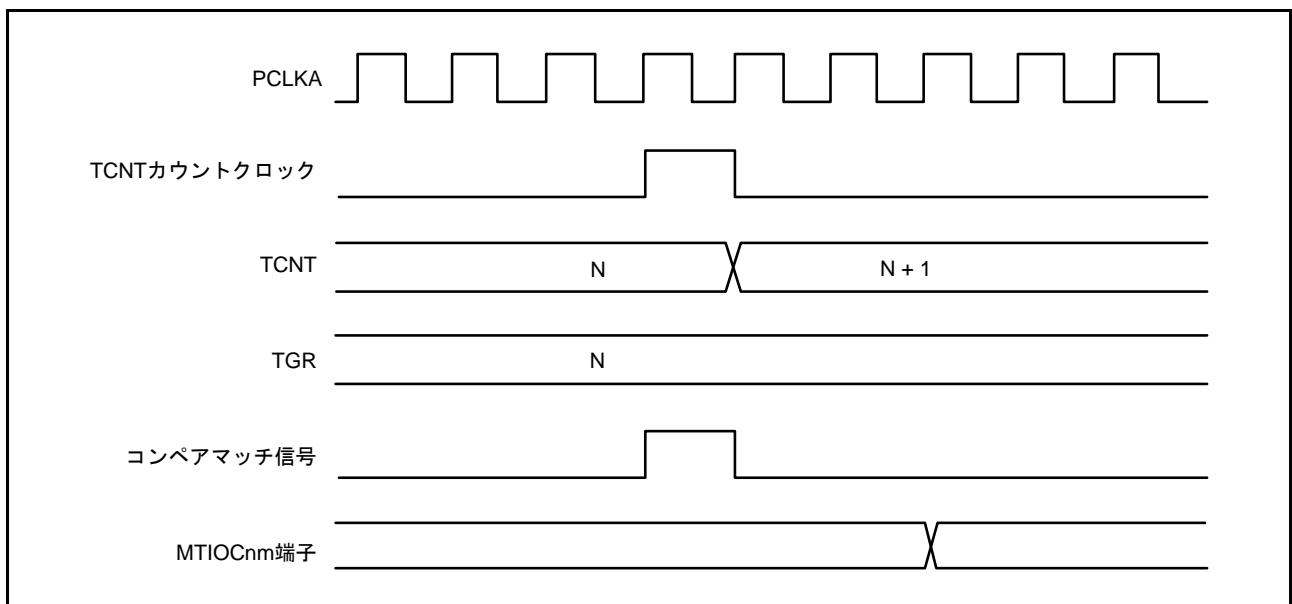 PCLKA
TCNTカウントクロック
TCNT
N
N + 1
TGR
N
コンペアマッチ信号
MTIOCnm端子